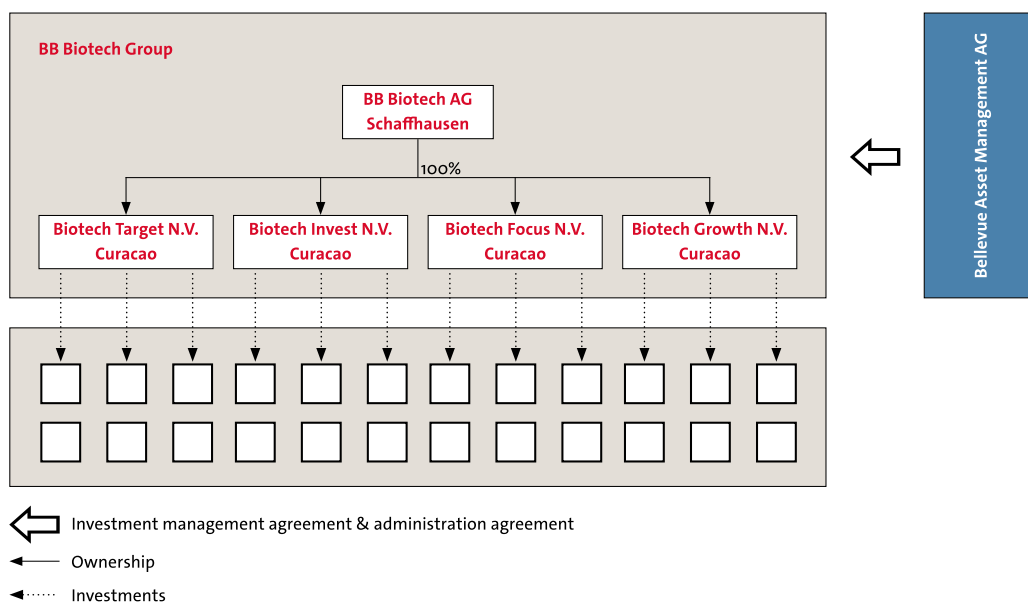 BB Biotech Group
BB Biotech AG
Schaffhausen
100%
Biotech Target N.V.
Curacao
Biotech Invest N.V.
Curacao
Biotech Focus N.V.
Curacao
Biotech Growth N.V.
Curacao
Bellevue Asset Management AG
Investment management agreement & administration agreement
Ownership
Investments